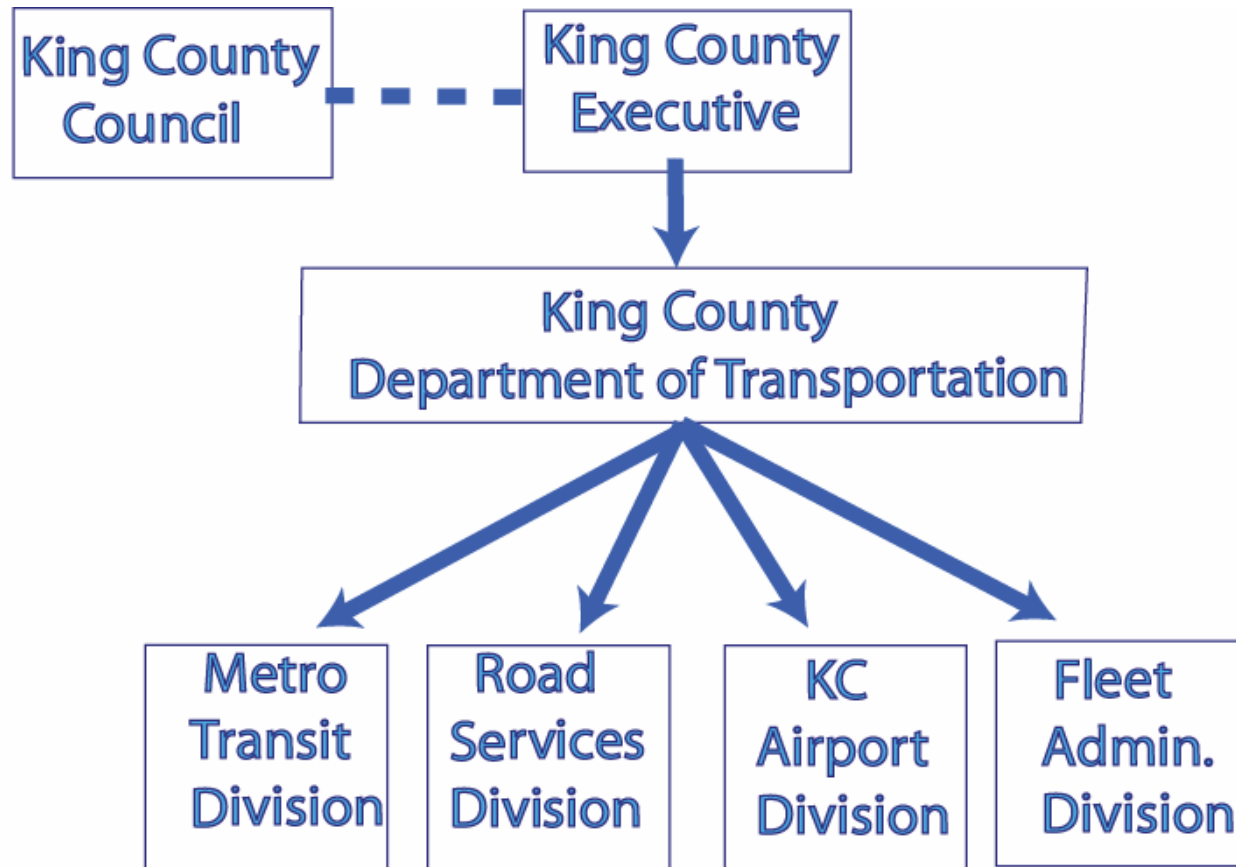 King County
Council
King County
Executive
King County
Department of Transportation
Metro
Transit
Division
Road
Services
Division
KC
Airport
Division
Fleet
Admin.
Division